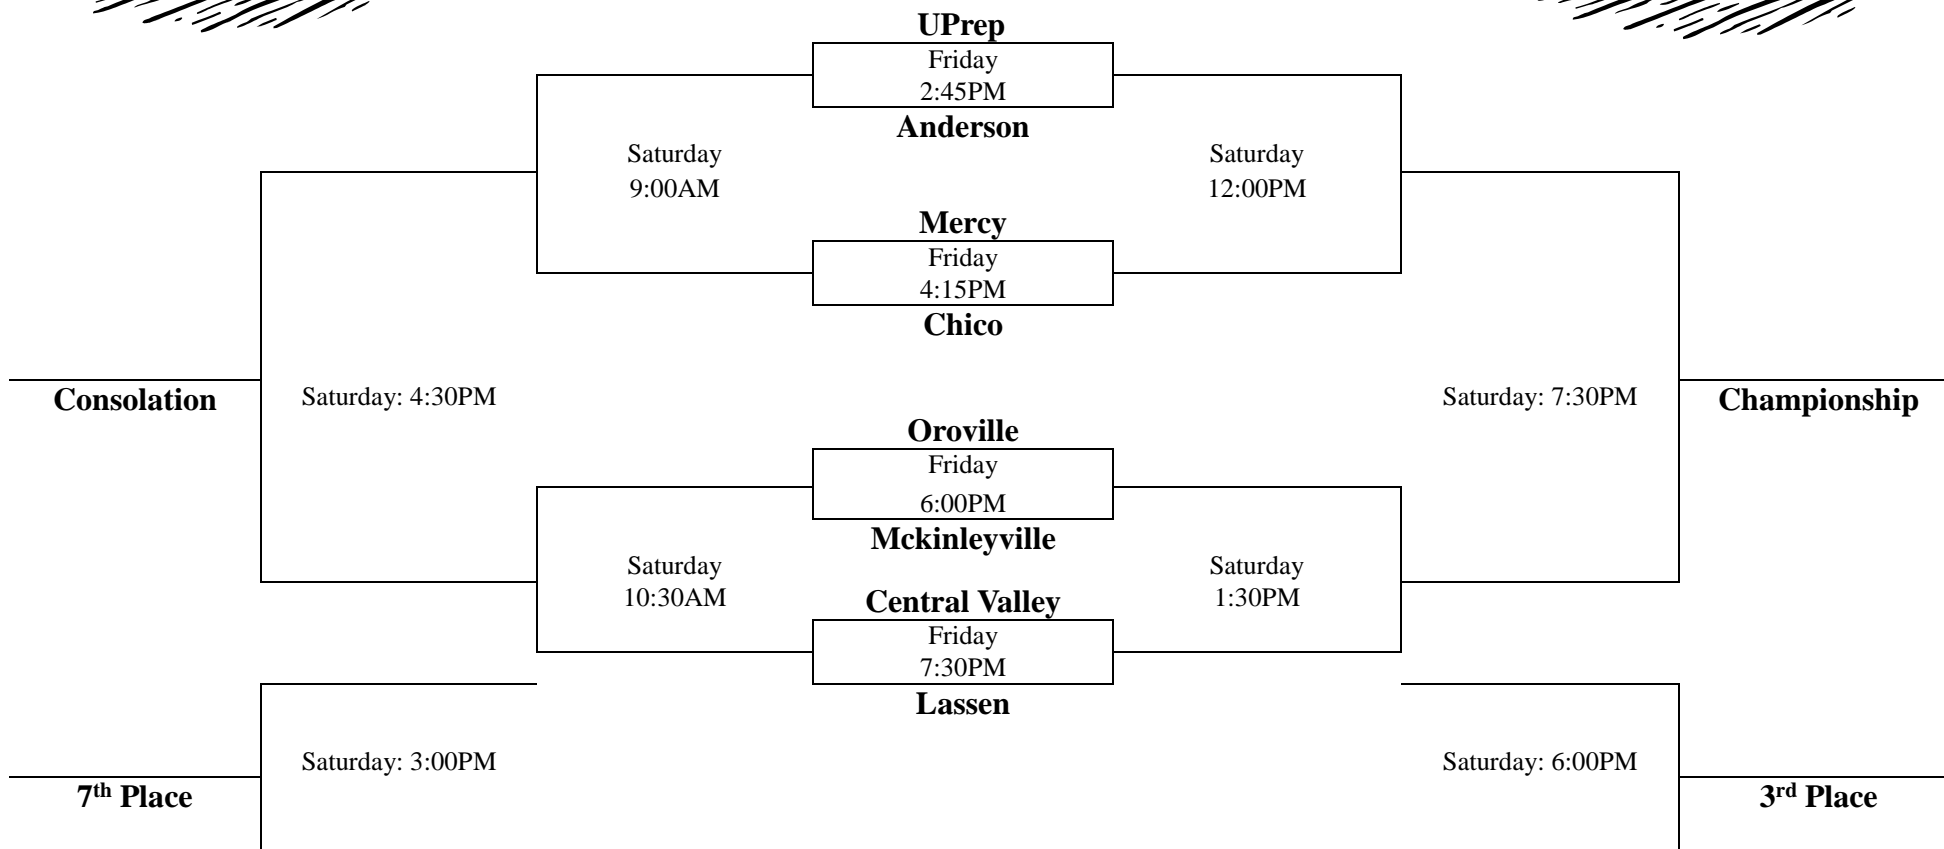 UPrep
Friday
2:45PM
Anderson
Saturday
9:00AM
Saturday
12:00PM
Mercy
Friday
4:15PM
Chico
Consolation
Saturday: 4:30PM
Saturday: 7:30PM
Championship
Oroville
Friday
6:00PM
Mckinleyville
Saturday
10:30AM
Saturday
1:30PM
Central Valley
Friday
7:30PM
Lassen
Saturday: 3:00PM
Saturday: 6:00PM
7th Place
3rd Place